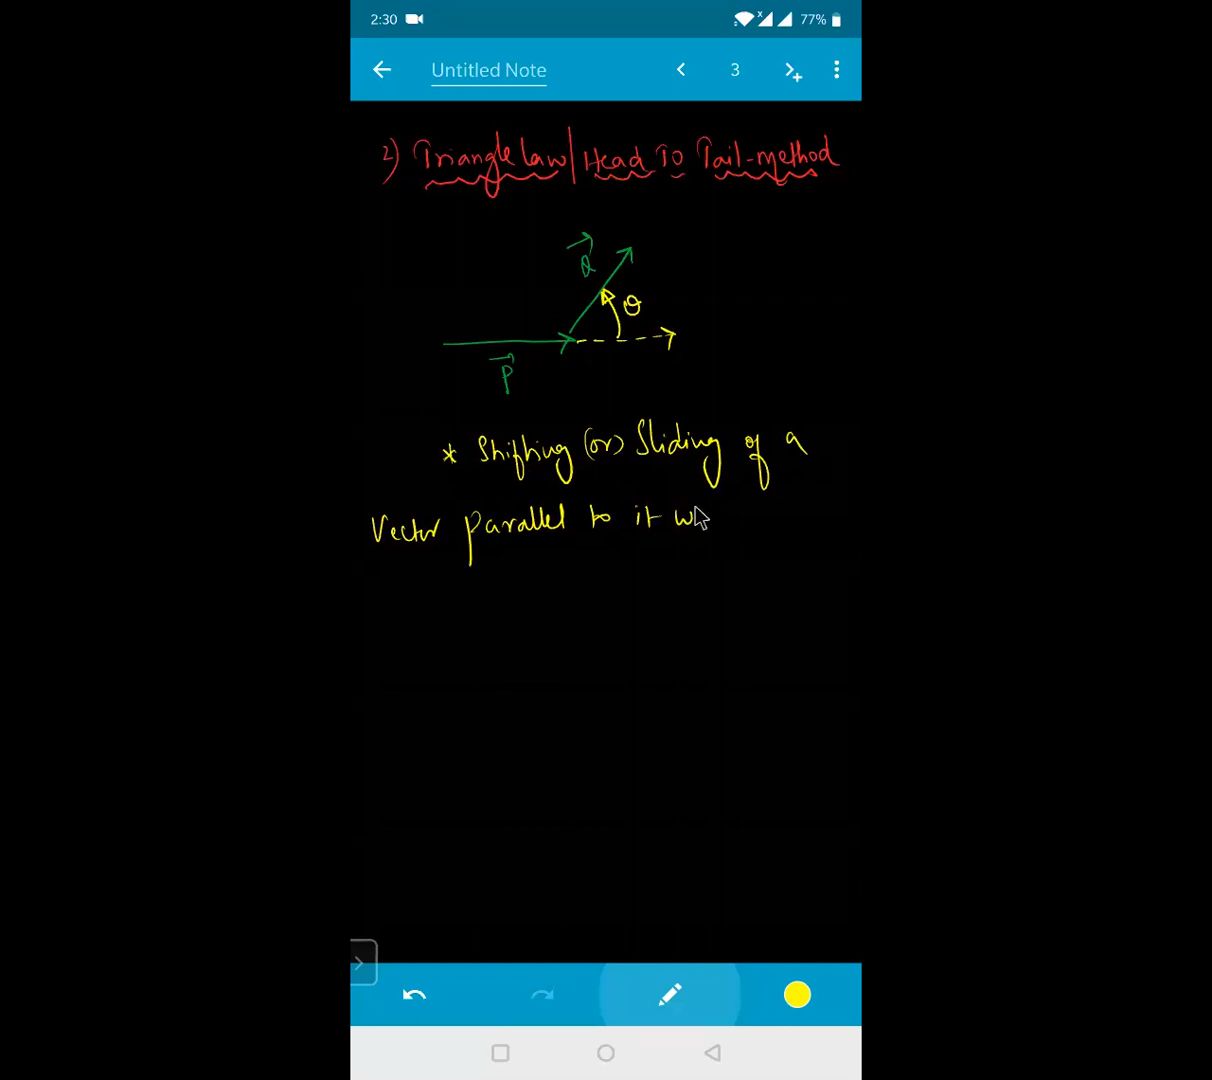 2:30 77%
Untitled Note 3
2) Triangle law | Head To Tail-method
Q
θ
P
* Shifting (or) Sliding of a
Vector parallel to it w